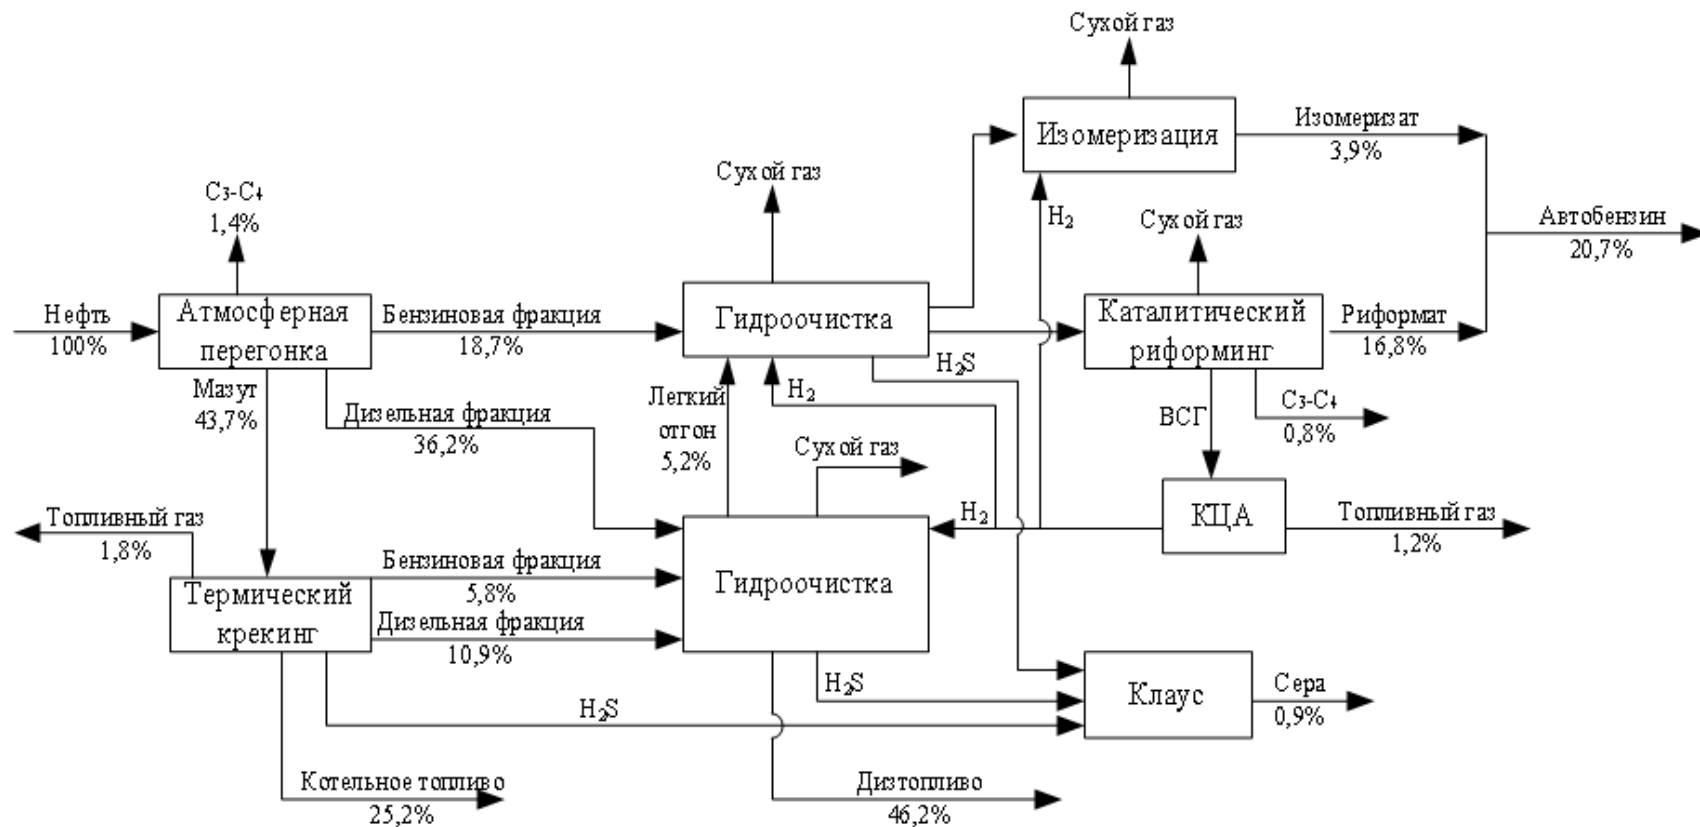 Сухой газ
Изомеризация
Изомеризат
3,9%
Сухой газ
C₃-C₄
1,4%
H₂
Сухой газ
Автобензин
20,7%
Нефть
100%
Атмосферная
перегонка
Бензиновая фракция
18,7%
Гидроочистка
Каталитический
риформинг
Риформат
16,8%
Мазут
43,7%
H₂S
H₂
Легкий
отгон
5,2%
Дизельная фракция
36,2%
ВСГ
C₃-C₄
0,8%
Сухой газ
Топливный газ
1,8%
H₂
КЦА
Топливный газ
1,2%
Бензиновая фракция
5,8%
Гидроочистка
Термический
крекинг
Дизельная фракция
10,9%
H₂S
H₂S
Клаус
Сера
0,9%
Котельное топливо
25,2%
Дизтопливо
46,2%